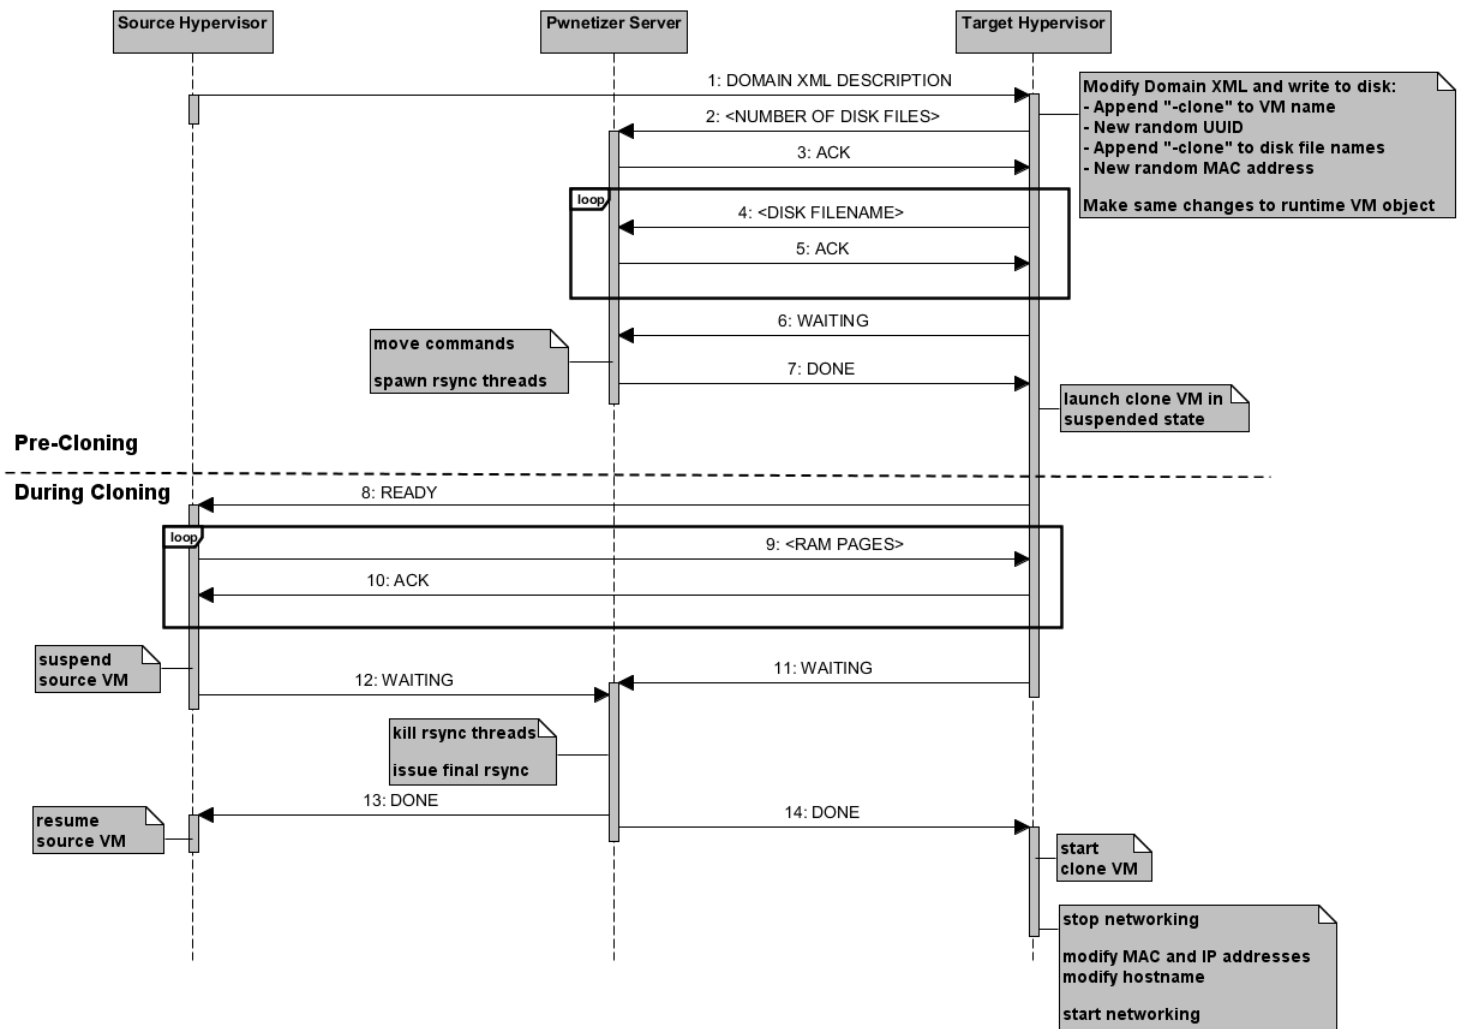 Source Hypervisor
Pwnetizer Server
Target Hypervisor
1: DOMAIN XML DESCRIPTION
Modify Domain XML and write to disk:
- Append "-clone" to VM name
- New random UUID
- Append "-clone" to disk file names
- New random MAC address
Make same changes to runtime VM object
2: <NUMBER OF DISK FILES>
3: ACK
loop
4: <DISK FILENAME>
5: ACK
6: WAITING
move commands
spawn rsync threads
7: DONE
launch clone VM in
suspended state
Pre-Cloning
During Cloning
8: READY
loop
9: <RAM PAGES>
10: ACK
suspend
source VM
11: WAITING
12: WAITING
kill rsync threads
issue final rsync
13: DONE
14: DONE
resume
source VM
start
clone VM
stop networking
modify MAC and IP addresses
modify hostname
start networking